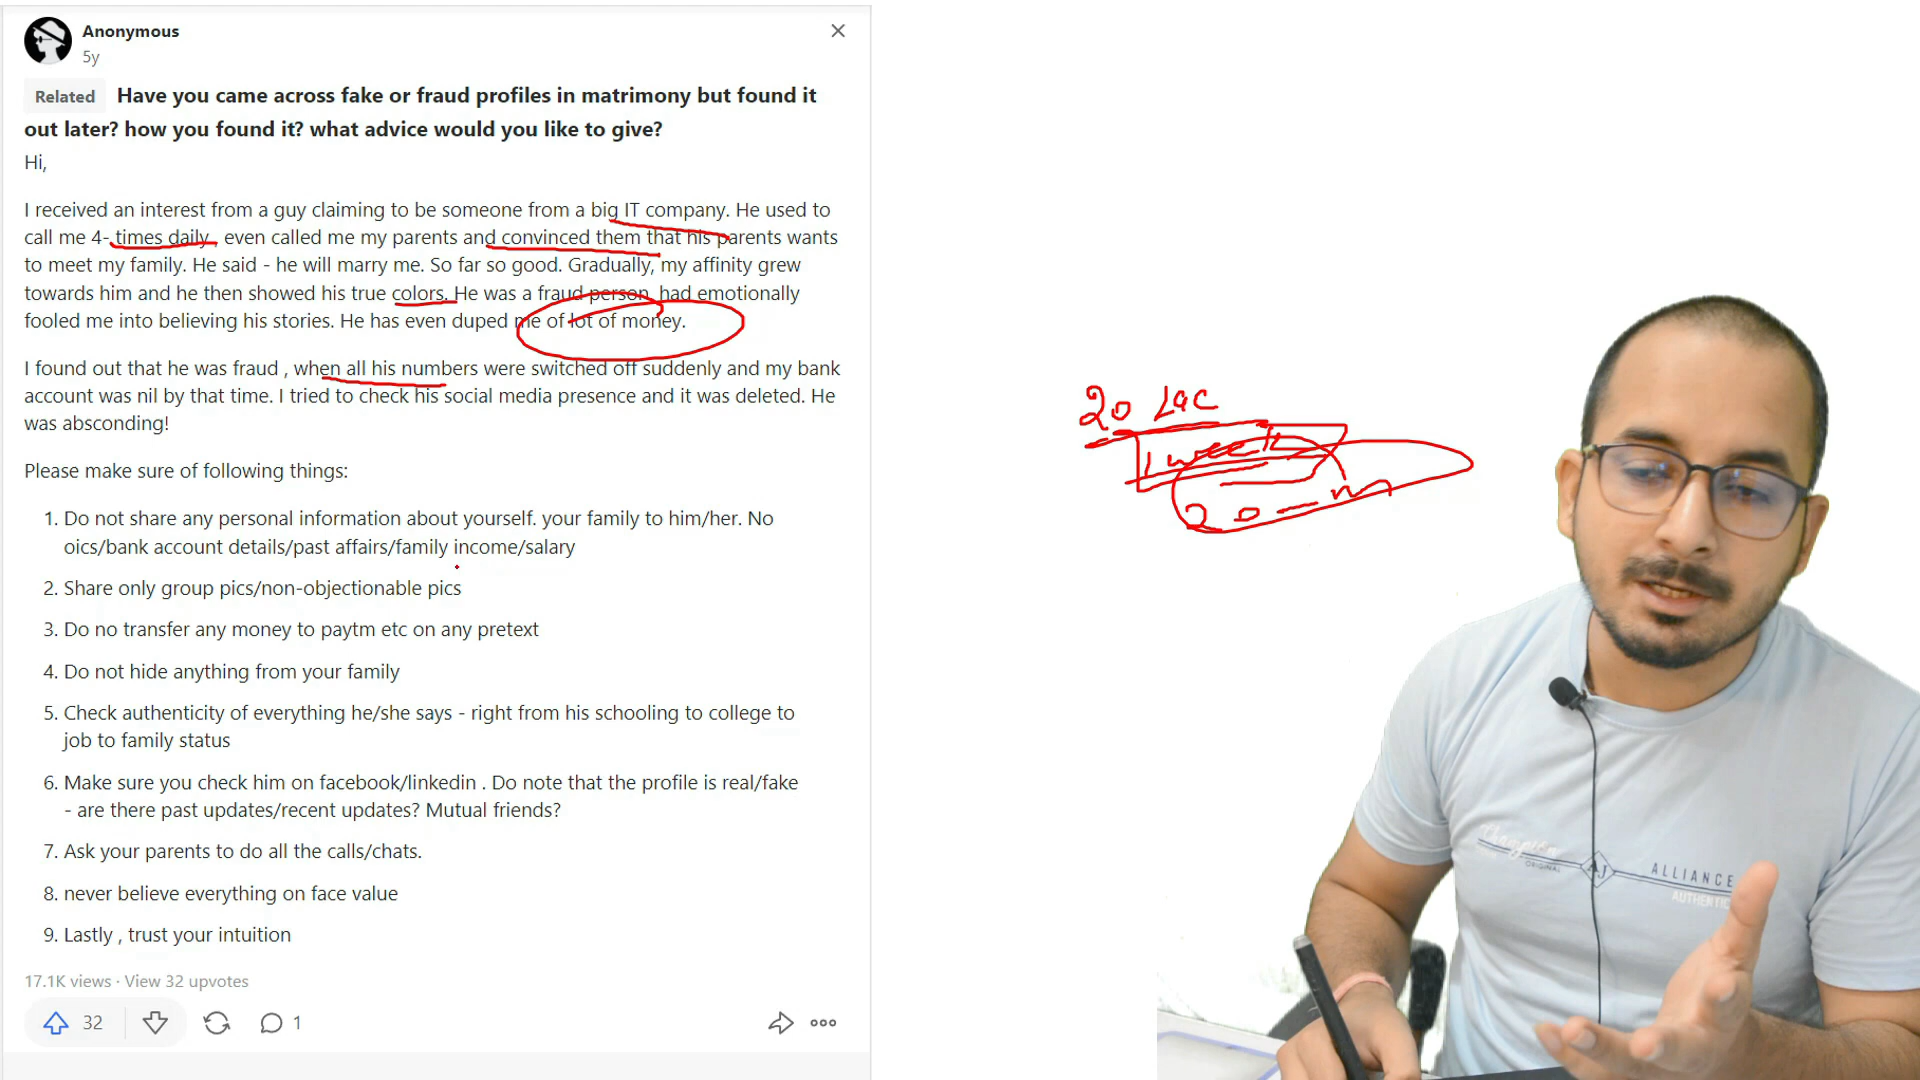 Anonymous
5y
Related Have you came across fake or fraud profiles in matrimony but found it
out later? how you found it? what advice would you like to give?
Hi,
I received an interest from a guy claiming to be someone from a big IT company. He used to
call me 4- times daily , even called me my parents and convinced them that his parents wants
to meet my family. He said - he will marry me. So far so good. Gradually, my affinity grew
towards him and he then showed his true colors. He was a fraud person, had emotionally
fooled me into believing his stories. He has even duped me of lot of money.
I found out that he was fraud , when all his numbers were switched off suddenly and my bank
account was nil by that time. I tried to check his social media presence and it was deleted. He
was absconding!
Please make sure of following things:
1. Do not share any personal information about yourself. your family to him/her. No
oics/bank account details/past affairs/family income/salary
2. Share only group pics/non-objectionable pics
3. Do no transfer any money to paytm etc on any pretext
4. Do not hide anything from your family
5. Check authenticity of everything he/she says - right from his schooling to college to
job to family status
6. Make sure you check him on facebook/linkedin . Do note that the profile is real/fake
- are there past updates/recent updates? Mutual friends?
7. Ask your parents to do all the calls/chats.
8. never believe everything on face value
9. Lastly , trust your intuition
17.1K views · View 32 upvotes
32
1
20 Lac
1 week
20 — m
Champion
ORIGINAL
AJ
ALLIANCE
AUTHENTIC